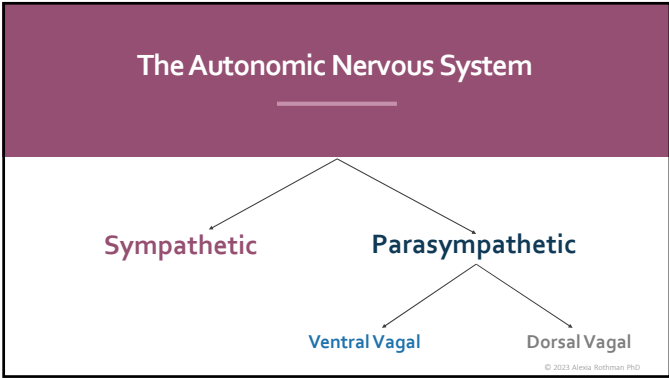 The Autonomic Nervous System
Sympathetic
Parasympathetic
Ventral Vagal
Dorsal Vagal
© 2023 Alexia Rothman PhD